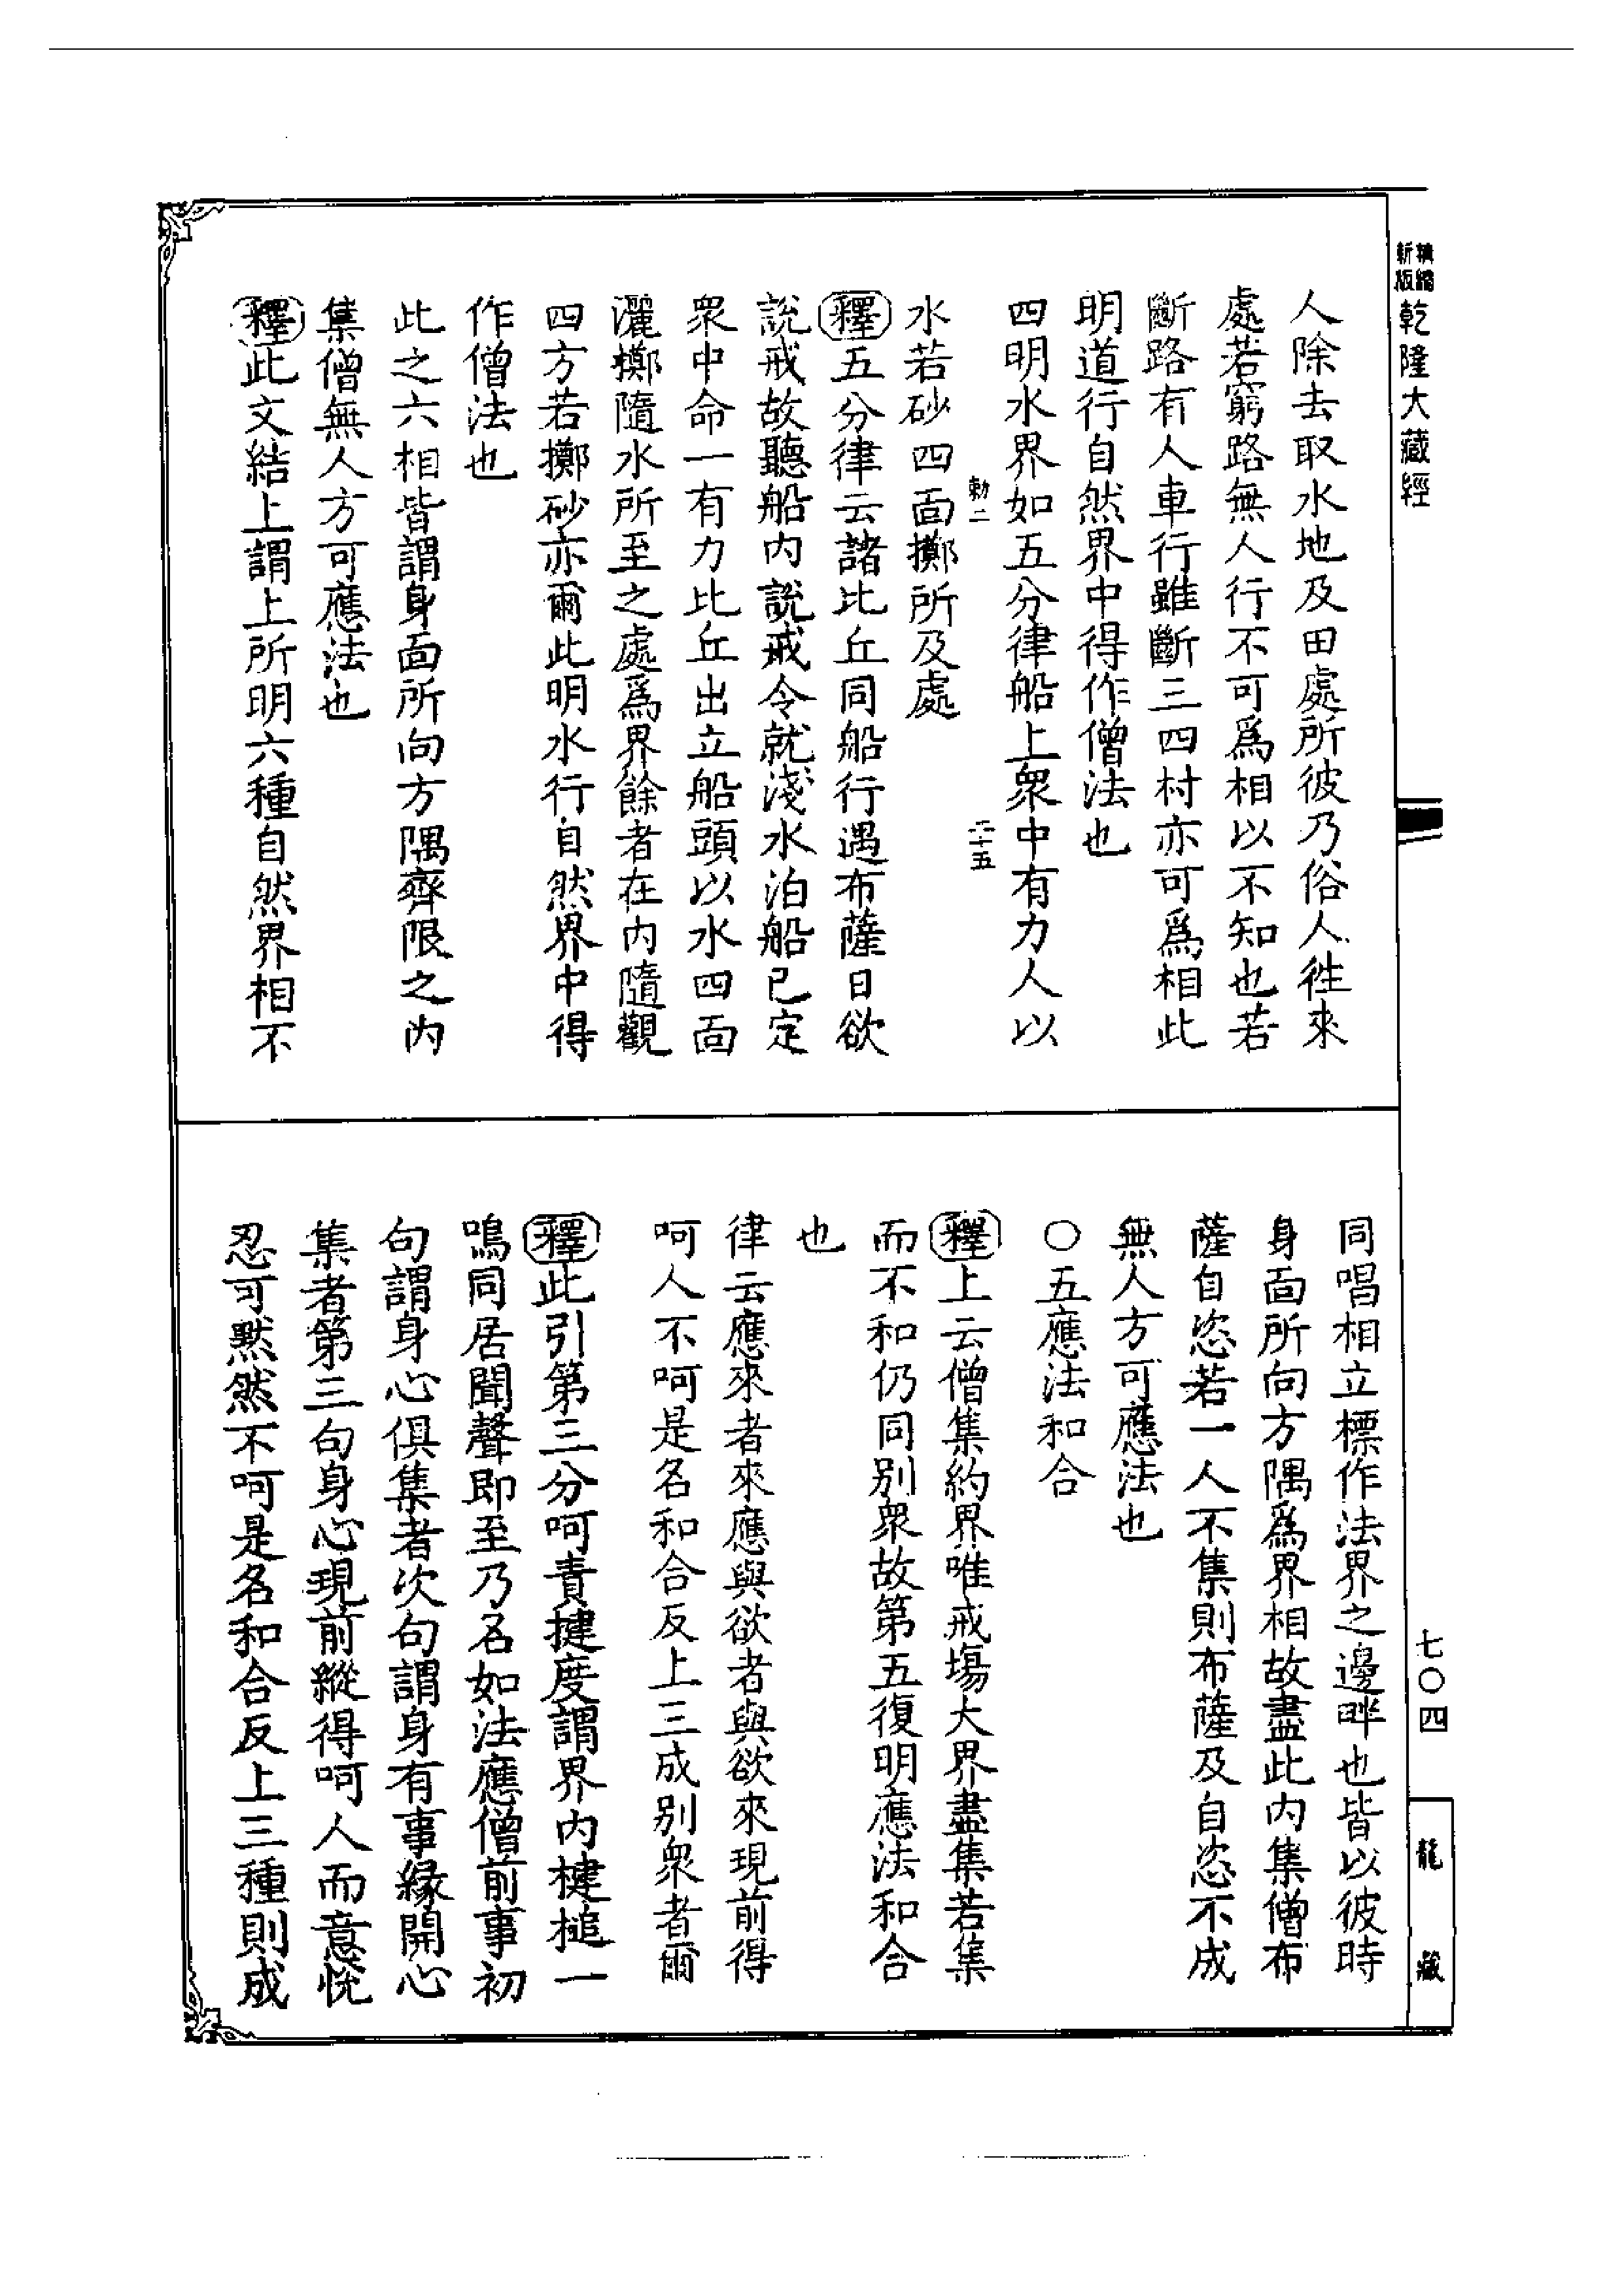 精縮
新版
乾隆大藏經
人除去取水地及田處所彼乃俗人徃來
處若窮路無人行不可爲相以不知也若
斷路有人車行雖斷三四村亦可爲相此
明道行自然界中得作僧法也
四明水界如五分律船上衆中有力人以
勅二
二十五
水若砂四面擲所及處
釋五分律云諸比丘同船行遇布薩日欲
說戒故聽船內說戒令就淺水泊船已定
衆中命一有力比丘出立船頭以水四面
灑擲隨水所至之處爲界餘者在內隨觀
四方若擲砂亦爾此明水行自然界中得
作僧法也
此之六相皆謂身面所向方隅齊限之內
集僧無人方可應法也
釋此文結上謂上所明六種自然界相不
同唱相立標作法界之邊畔也皆以彼時
身面所向方隅爲界相故盡此內集僧布
薩自恣若一人不集則布薩及自恣不成
無人方可應法也
○五應法和合
釋上云僧集約界唯戒塲大界盡集若集
而不和仍同别衆故第五復明應法和合
也
律云應來者來應與欲者與欲來現前得
呵人不呵是名和合反上三成别衆者爾
釋此引第三分呵責揵度謂界內揵槌一
鳴同居聞聲即至乃名如法應僧前事初
句謂身心俱集者次句謂身有事緣開心
集者第三句身心現前縱得呵人而意恱
忍可黙然不呵是名和合反上三種則成
七〇四
龍藏